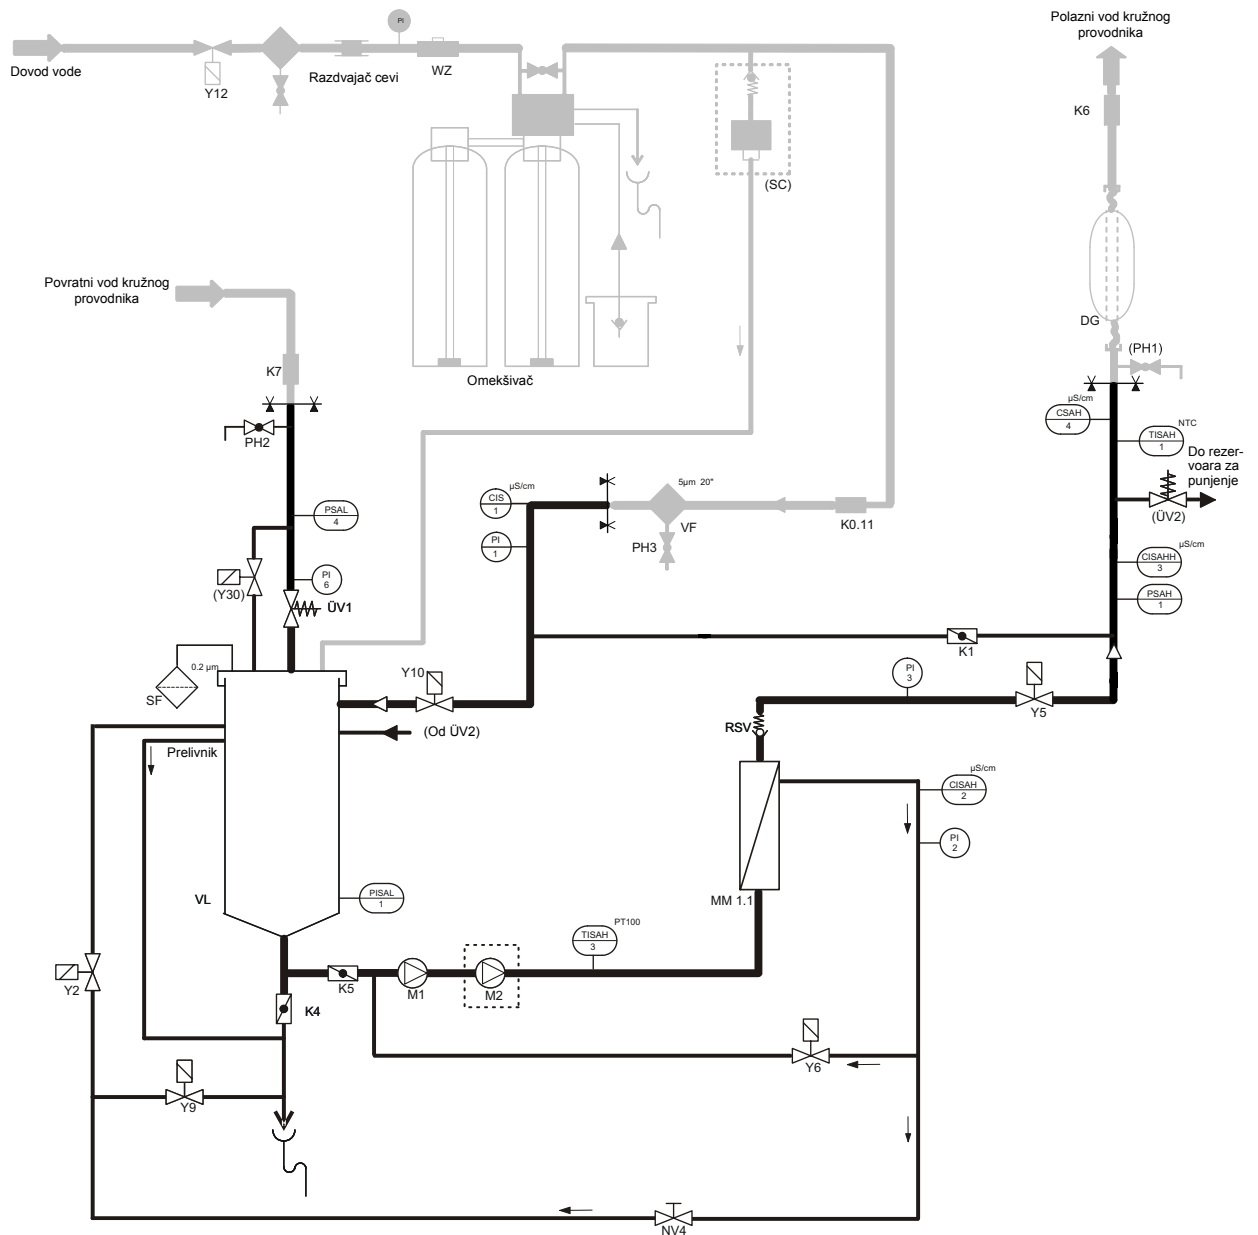 Polazni vod kružnog
provodnika
PI
Dovod vode
Y12
Razdvajač cevi
WZ
K6
(SC)
Povratni vod kružnog
provodnika
DG
(PH1)
K7
Omekšivač
µS/cm
CSAH
4
NTC
TISAH
1
PH2
Do rezer-
voara za
punjenje
(ÜV2)
5µm 20"
µS/cm
CIS
1
VF
K0.11
PSAL
4
PI
1
PH3
µS/cm
CISAHH
3
PI
6
(Y30)
ÜV1
PSAH
1
K1
0.2 µm
SF
Y10
PI
3
Y5
(Od ÜV2)
RSV
Prelivnik
µS/cm
CISAH
2
PI
2
VL
PISAL
1
MM 1.1
PT100
TISAH
3
Y2
K5
M1
M2
K4
Y6
Y9
NV4